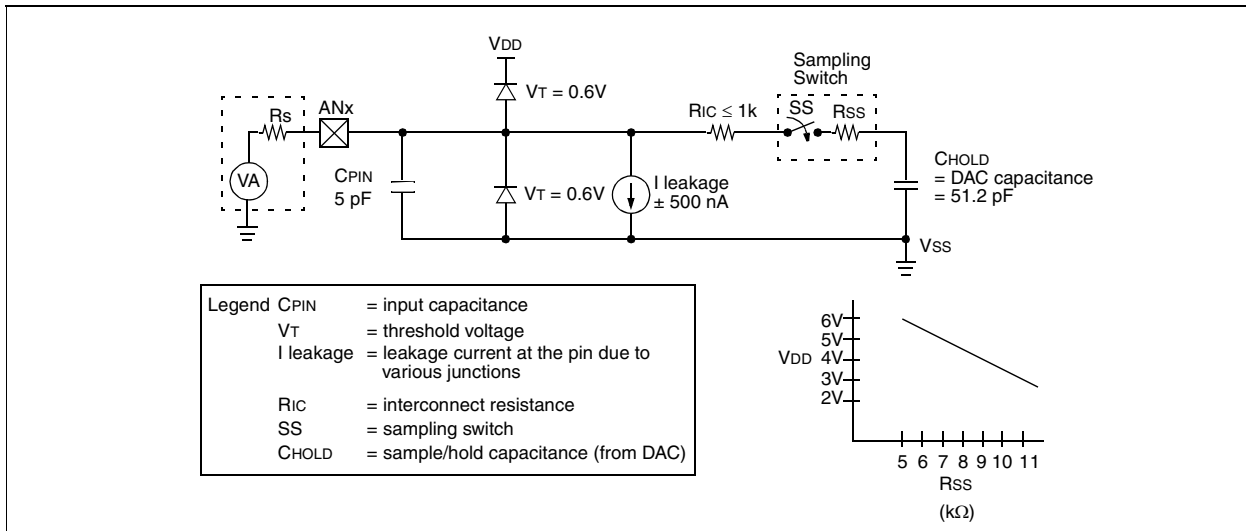 VDD
Sampling
Switch
VT = 0.6V
Rs
ANx
RIC ≤ 1k
SS
RSS
VA
CPIN
5 pF
VT = 0.6V
I leakage
± 500 nA
CHOLD
= DAC capacitance
= 51.2 pF
VSS
Legend CPIN = input capacitance
VT = threshold voltage
I leakage = leakage current at the pin due to
various junctions
RIC = interconnect resistance
SS = sampling switch
CHOLD = sample/hold capacitance (from DAC)
6V
5V
VDD 4V
3V
2V
5 6 7 8 9 10 11
RSS
(kΩ)